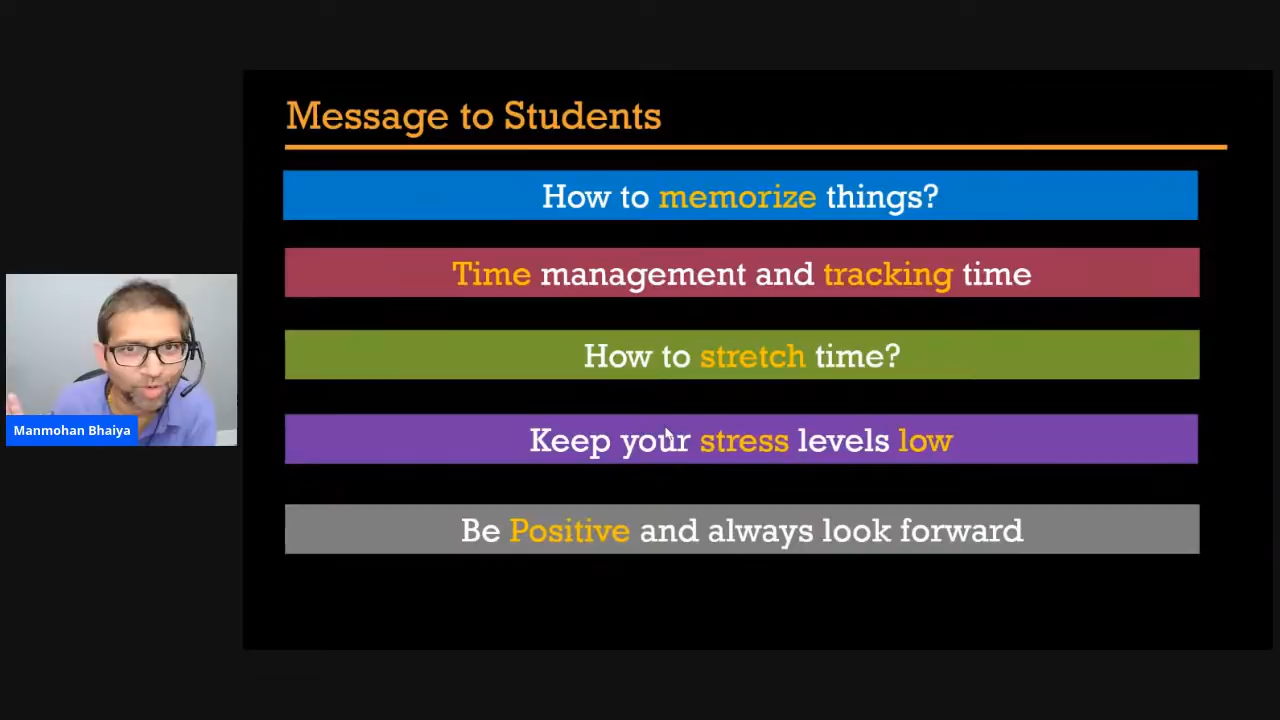 Message to Students
How to memorize things?
Time management and tracking time
How to stretch time?
Keep your stress levels low
Be Positive and always look forward
Manmohan Bhaiya